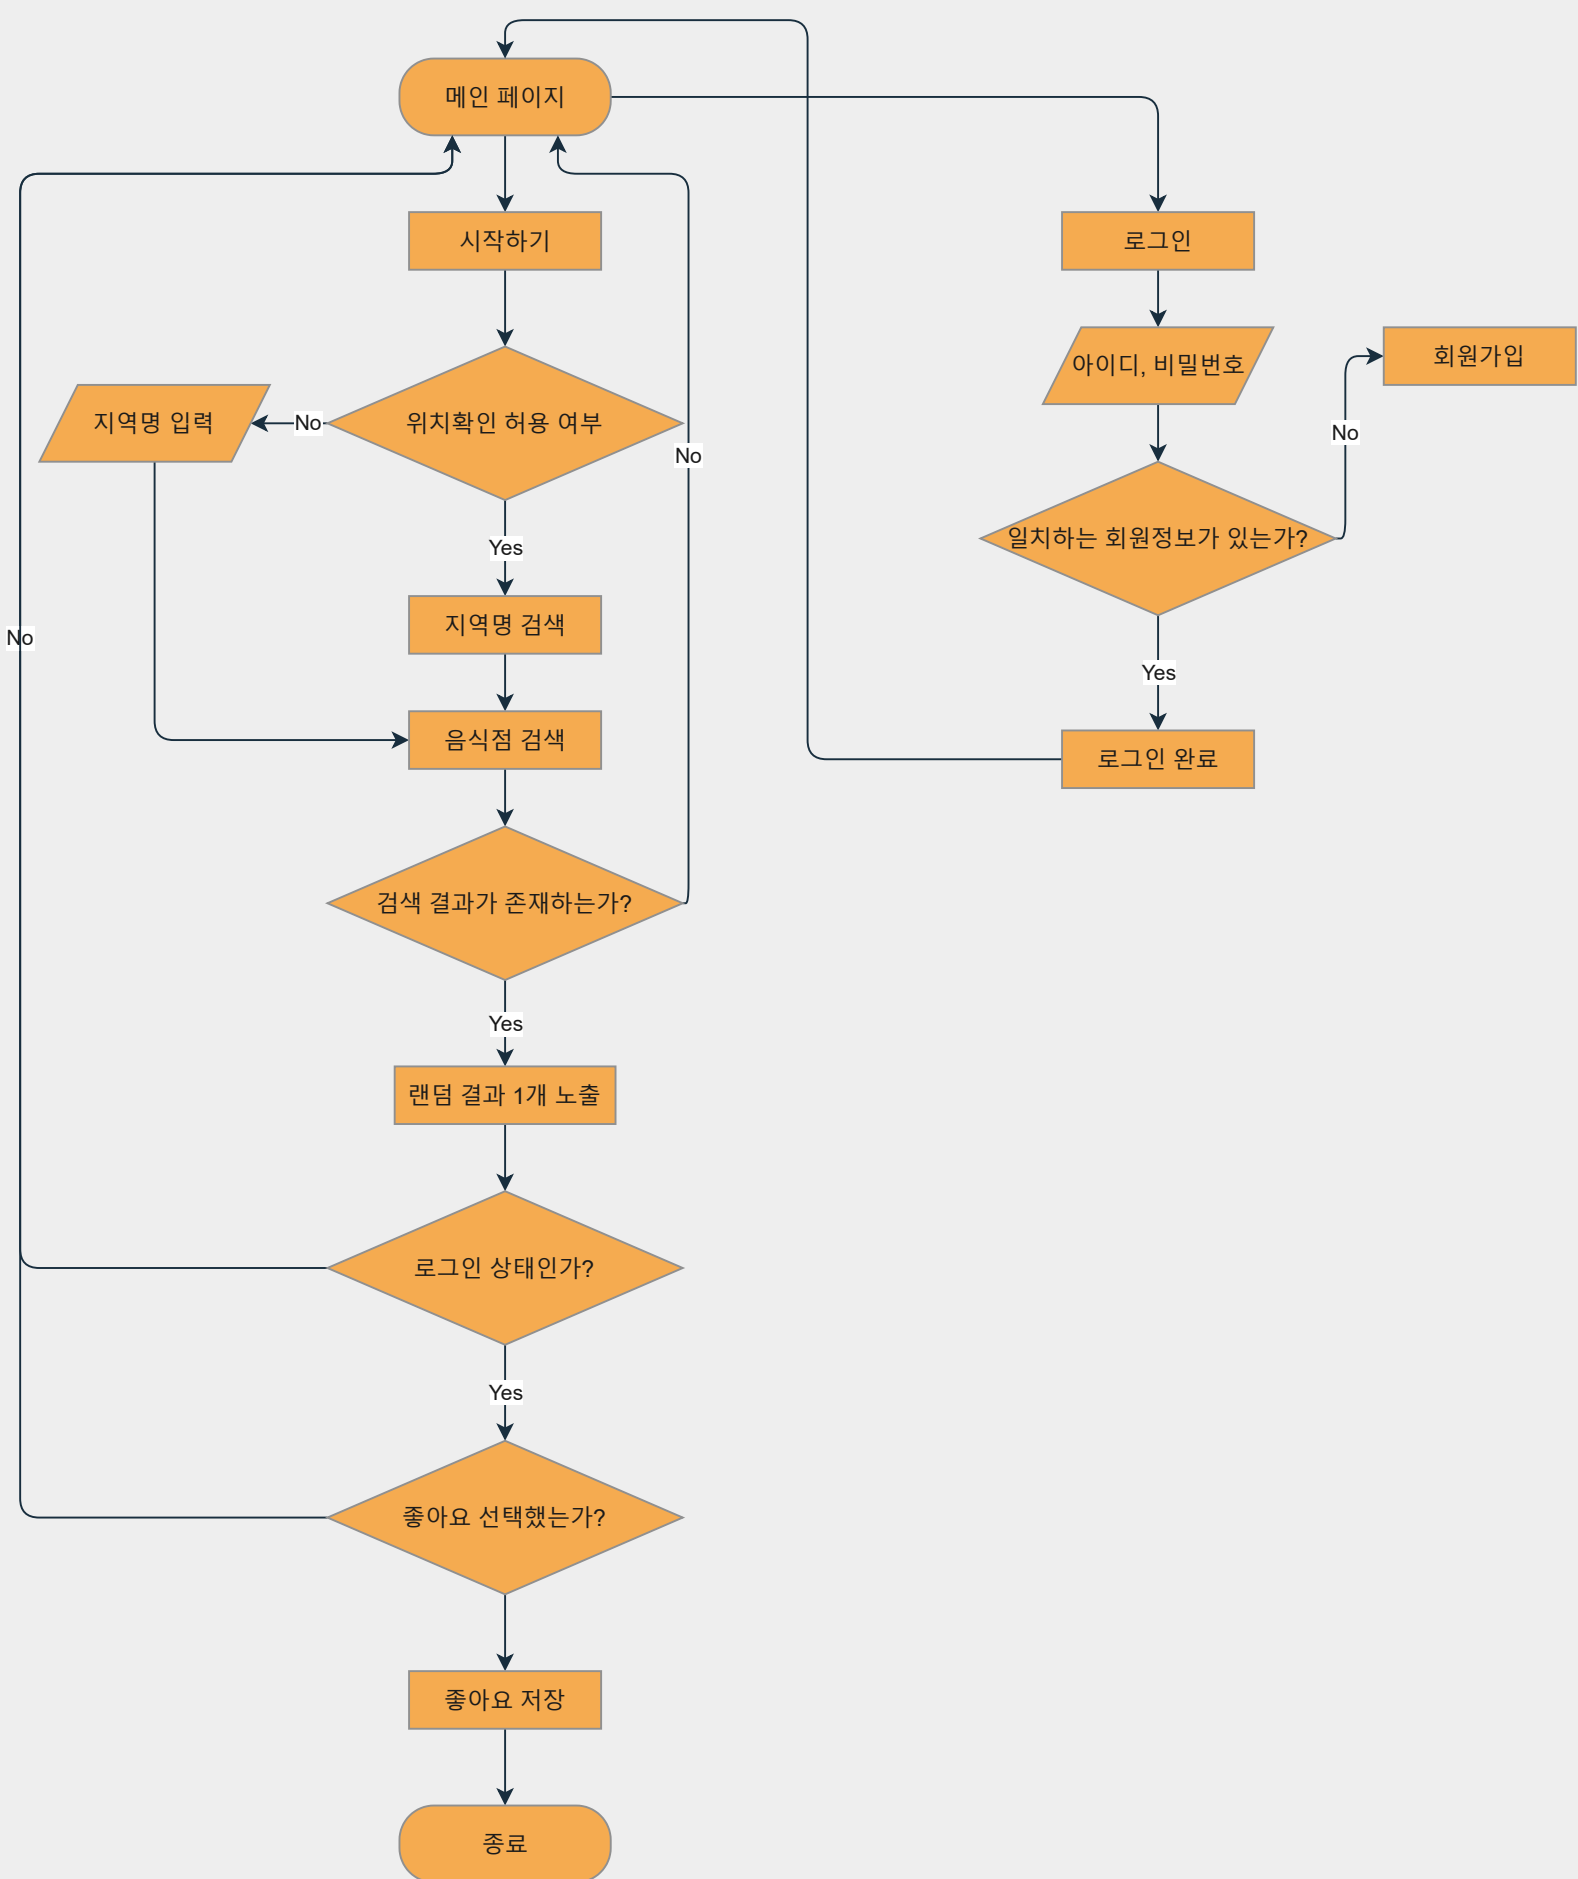 메인 페이지
시작하기
로그인
아이디, 비밀번호
회원가입
지역명 입력
No
위치확인 허용 여부
No
No
일치하는 회원정보가 있는가?
Yes
지역명 검색
No
Yes
음식점 검색
로그인 완료
검색 결과가 존재하는가?
Yes
랜덤 결과 1개 노출
로그인 상태인가?
Yes
좋아요 선택했는가?
좋아요 저장
종료